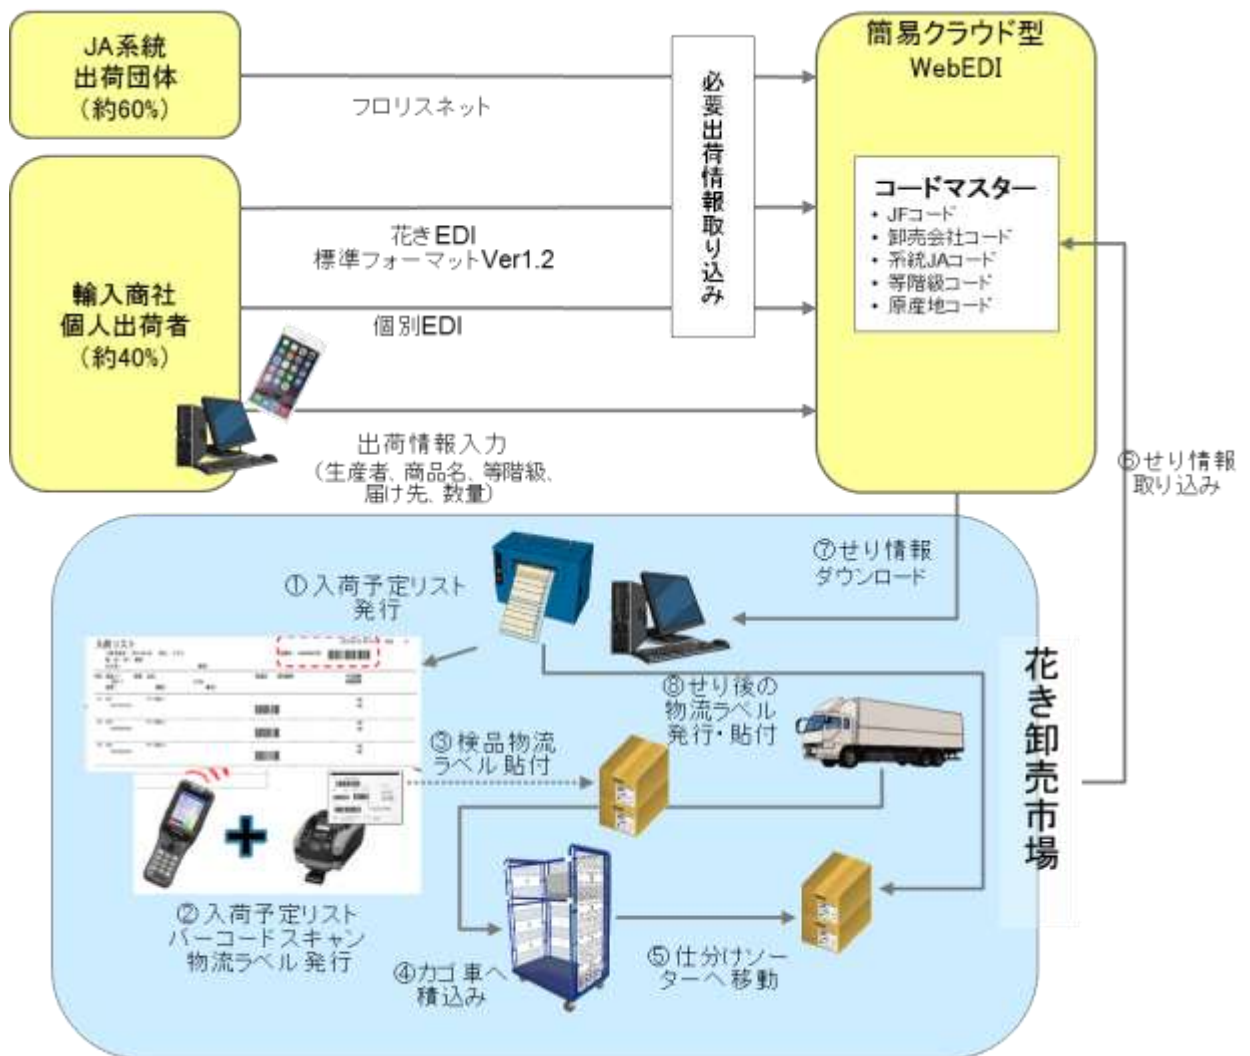 JA系統
出荷団体
（約60%）
フロリスネット
輸入商社
個人出荷者
（約40%）
花きEDI
標準フォーマットVer1.2
個別EDI
出荷情報入力
（生産者、商品名、等階級、
届け先、数量）
必要出荷情報取り込み
簡易クラウド型
WebEDI
コードマスター
• JFコード
• 卸売会社コード
• 系統JAコード
• 等階級コード
• 原産地コード
⑥せり情報
取り込み
⑦せり情報
ダウンロード
①入荷予定リスト
発行
入荷リスト
③検品物流
ラベル貼付
⑧せり後の
物流ラベル
発行・貼付
花き卸売市場
②入荷予定リスト
バーコードスキャン
物流ラベル発行
④カゴ車へ
積込み
⑤仕分けソー
ターへ移動